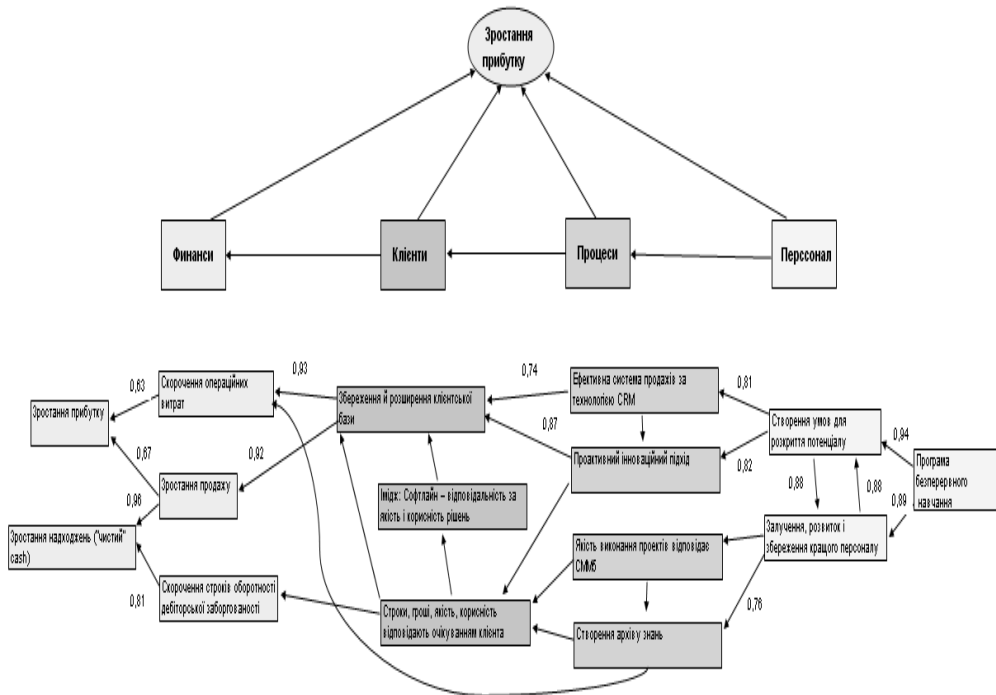 Зростання
прибутку
Финанси
Клієнти
Процеси
Перссонал
0,93
0,74
0,63
Скорочення операційних
витрат
Збереження й розширення клієнтської
бази
Ефективна система продахів за
технологією CRM
0,81
Зростання прибутку
0,87
Створення умов для
розкриття потенціалу
0,94
0,67
0,92
Проактивний інноваційний підхід
0,82
Програма
безперервного
навчання
0,96
Зростання продажу
Імідж: Софтлайн – відповідальність за
якість і корисність рішень
0,88
0,88
0,89
Зростання надходжень ("чистий"
cash)
Якість виконання проектів відповідає
СММ5
Залучення, розвиток і
збереження кращого персоналу
0,81
Скорочення строків оборотності
дебіторської заборгованості
Строки, гроші, якість, корисність
відповідають очікуванням клієнта
Створення архіву знань
0,76